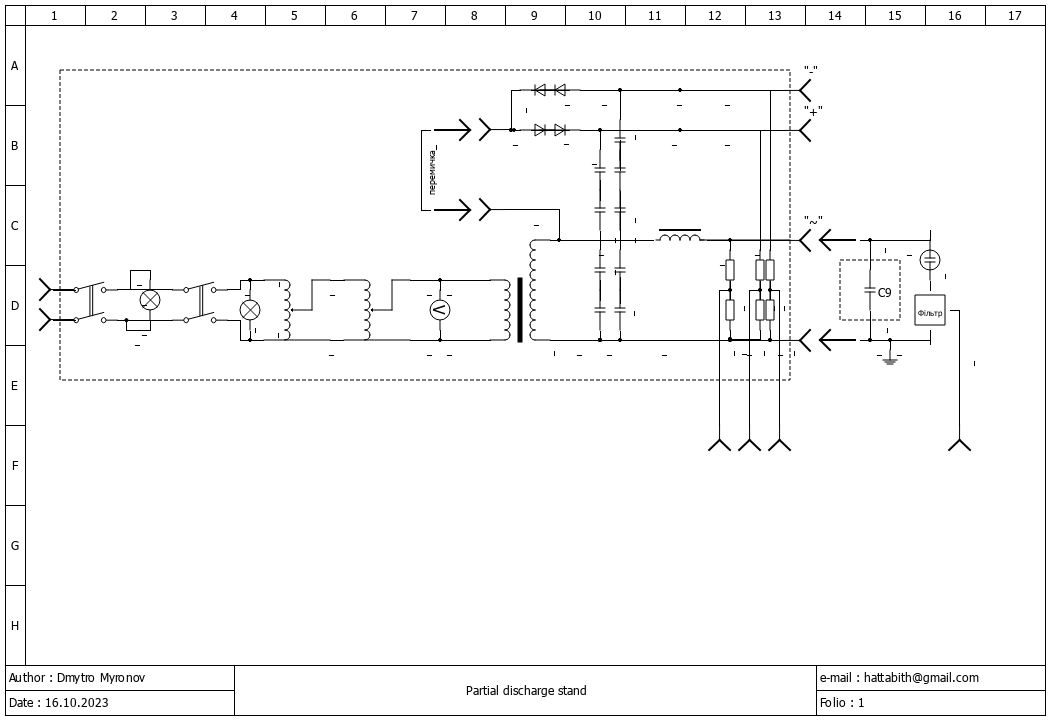 1 2 3 4 5 6 7 8 9 10 11 12 13 14 15 16 17
A
"-"
"+"
B
перемичка_
C
"~"
D
V
C9
Фільтр
E
F
G
H
Author : Dmytro Myronov
Partial discharge stand
e-mail : hattabith@gmail.com
Date : 16.10.2023
Folio : 1